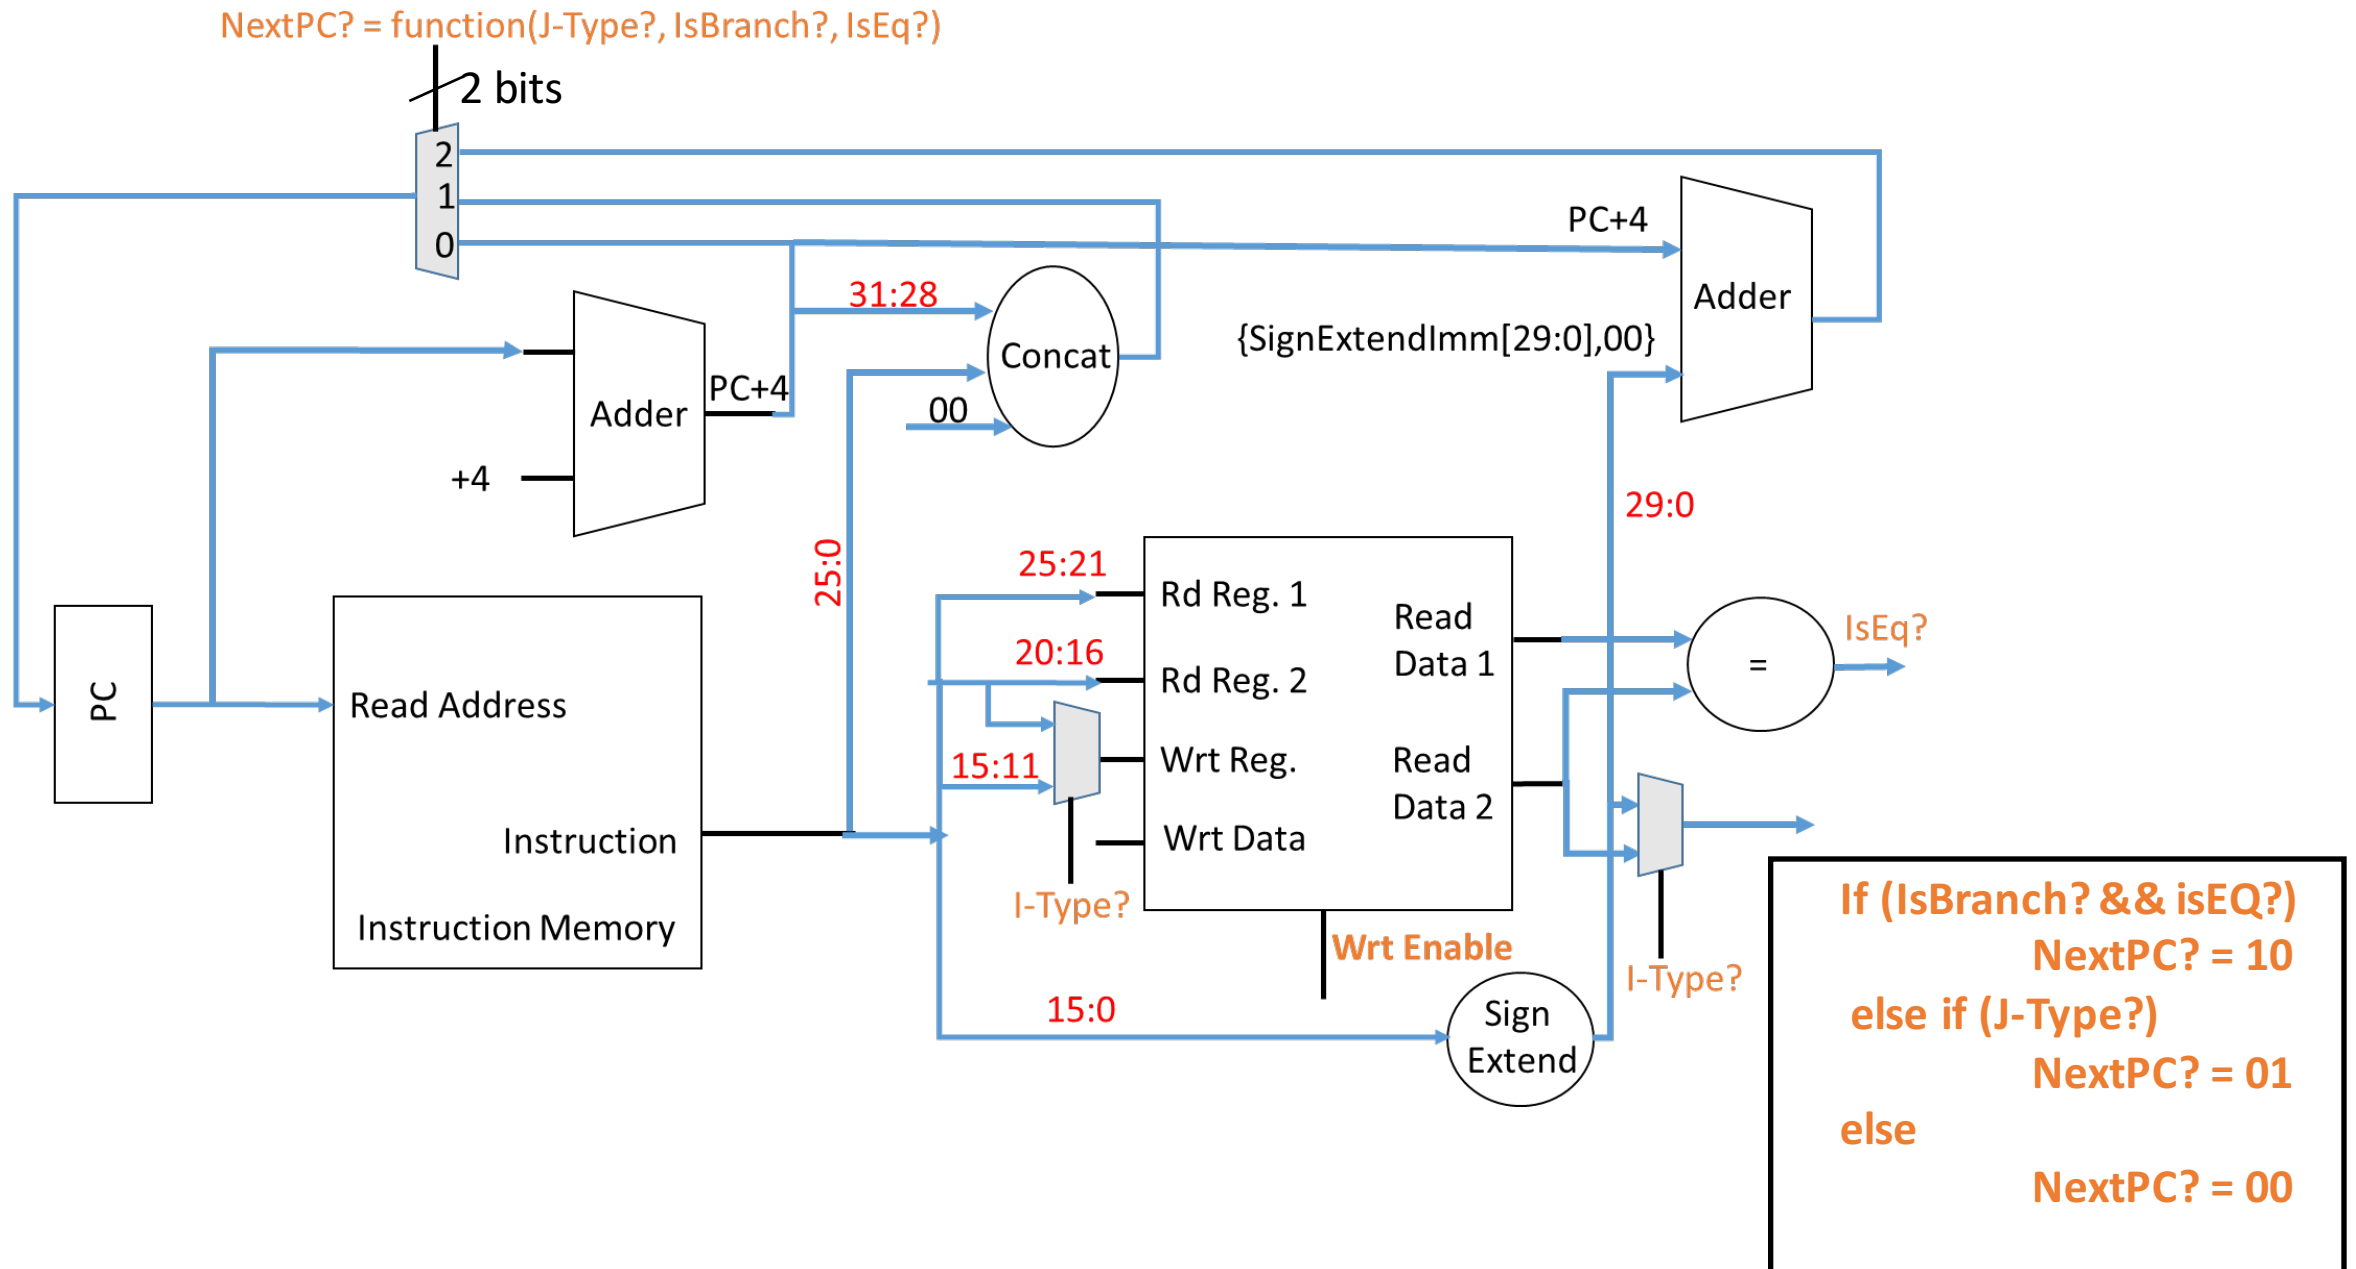 NextPC? = function(J-Type?, IsBranch?, IsEq?)
2 bits
2
1
0
PC+4
Adder
31:28
{SignExtendImm[29:0],00}
Concat
PC+4
Adder
00
+4
29:0
25:0
25:21
Rd Reg. 1
Read
Data 1
IsEq?
20:16
Rd Reg. 2
=
PC
Read Address
15:11
Wrt Reg.
Read
Data 2
Wrt Data
Instruction
I-Type?
Instruction Memory
Wrt Enable
I-Type?
15:0
Sign
Extend
If (IsBranch? && isEQ?)
NextPC? = 10
else if (J-Type?)
NextPC? = 01
else
NextPC? = 00